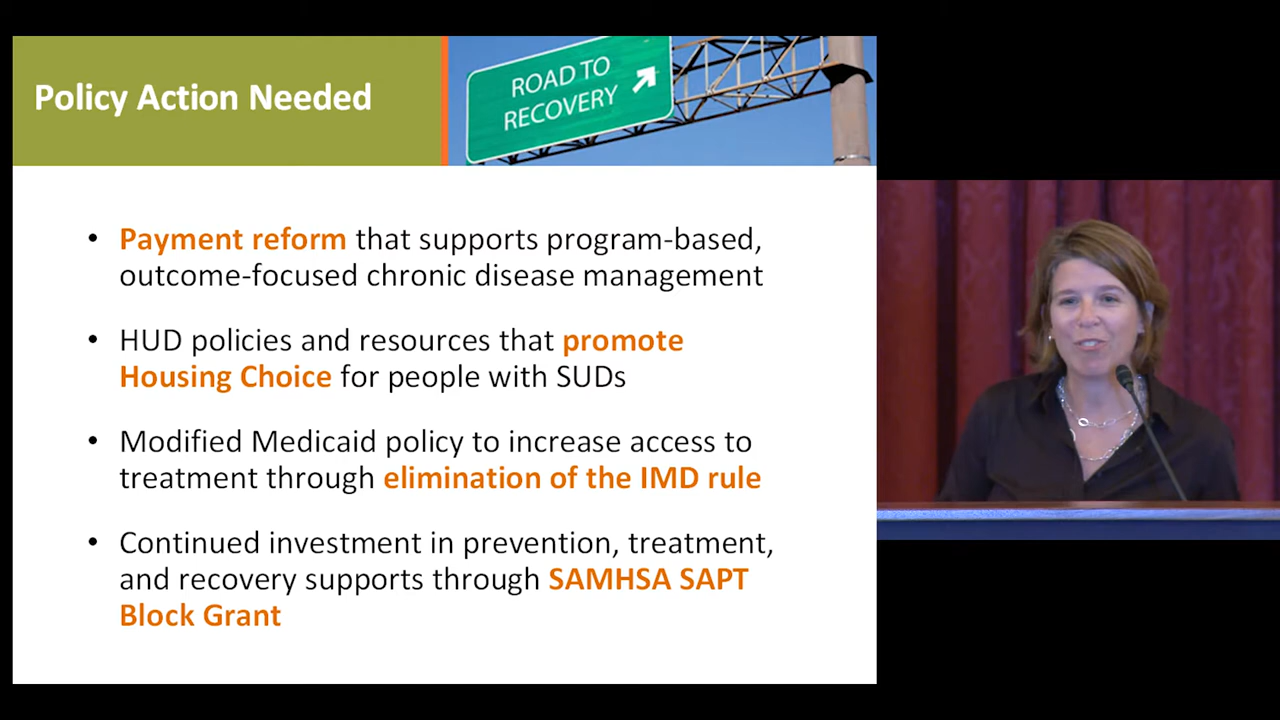 Policy Action Needed
ROAD TO
RECOVERY
• Payment reform that supports program-based,
outcome-focused chronic disease management
• HUD policies and resources that promote
Housing Choice for people with SUDs
• Modified Medicaid policy to increase access to
treatment through elimination of the IMD rule
• Continued investment in prevention, treatment,
and recovery supports through SAMHSA SAPT
Block Grant